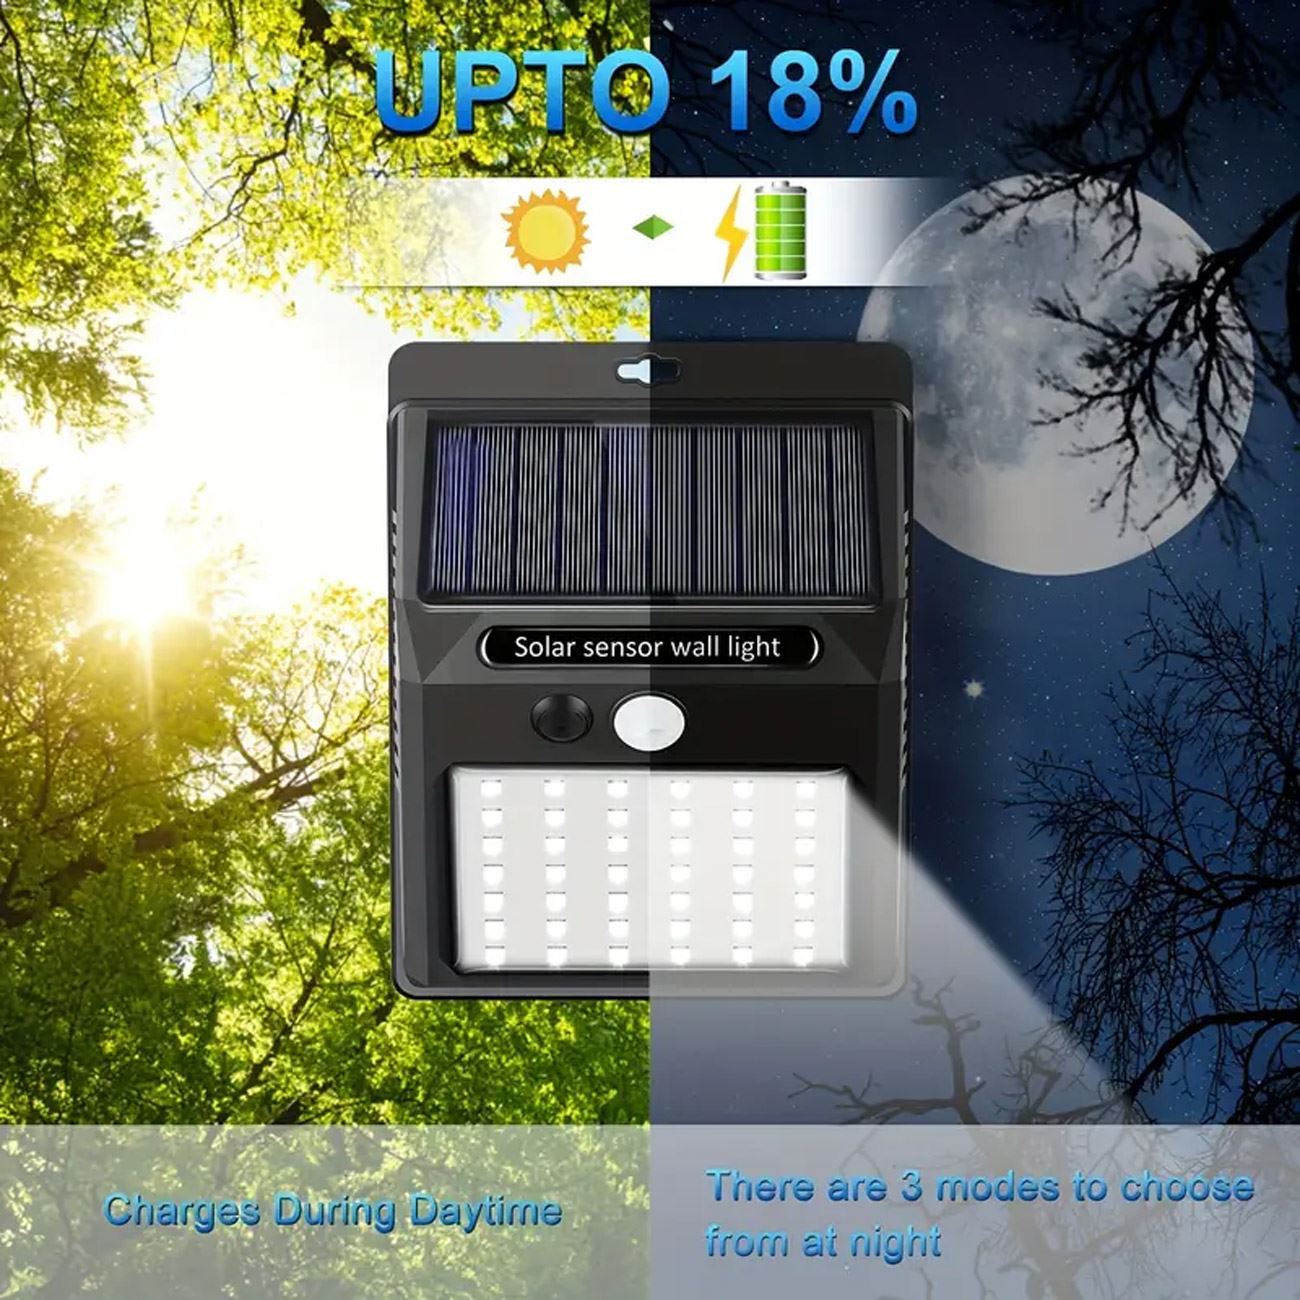 UPTO 18%
Solar sensor wall light
Charges During Daytime
There are 3 modes to choose
from at night